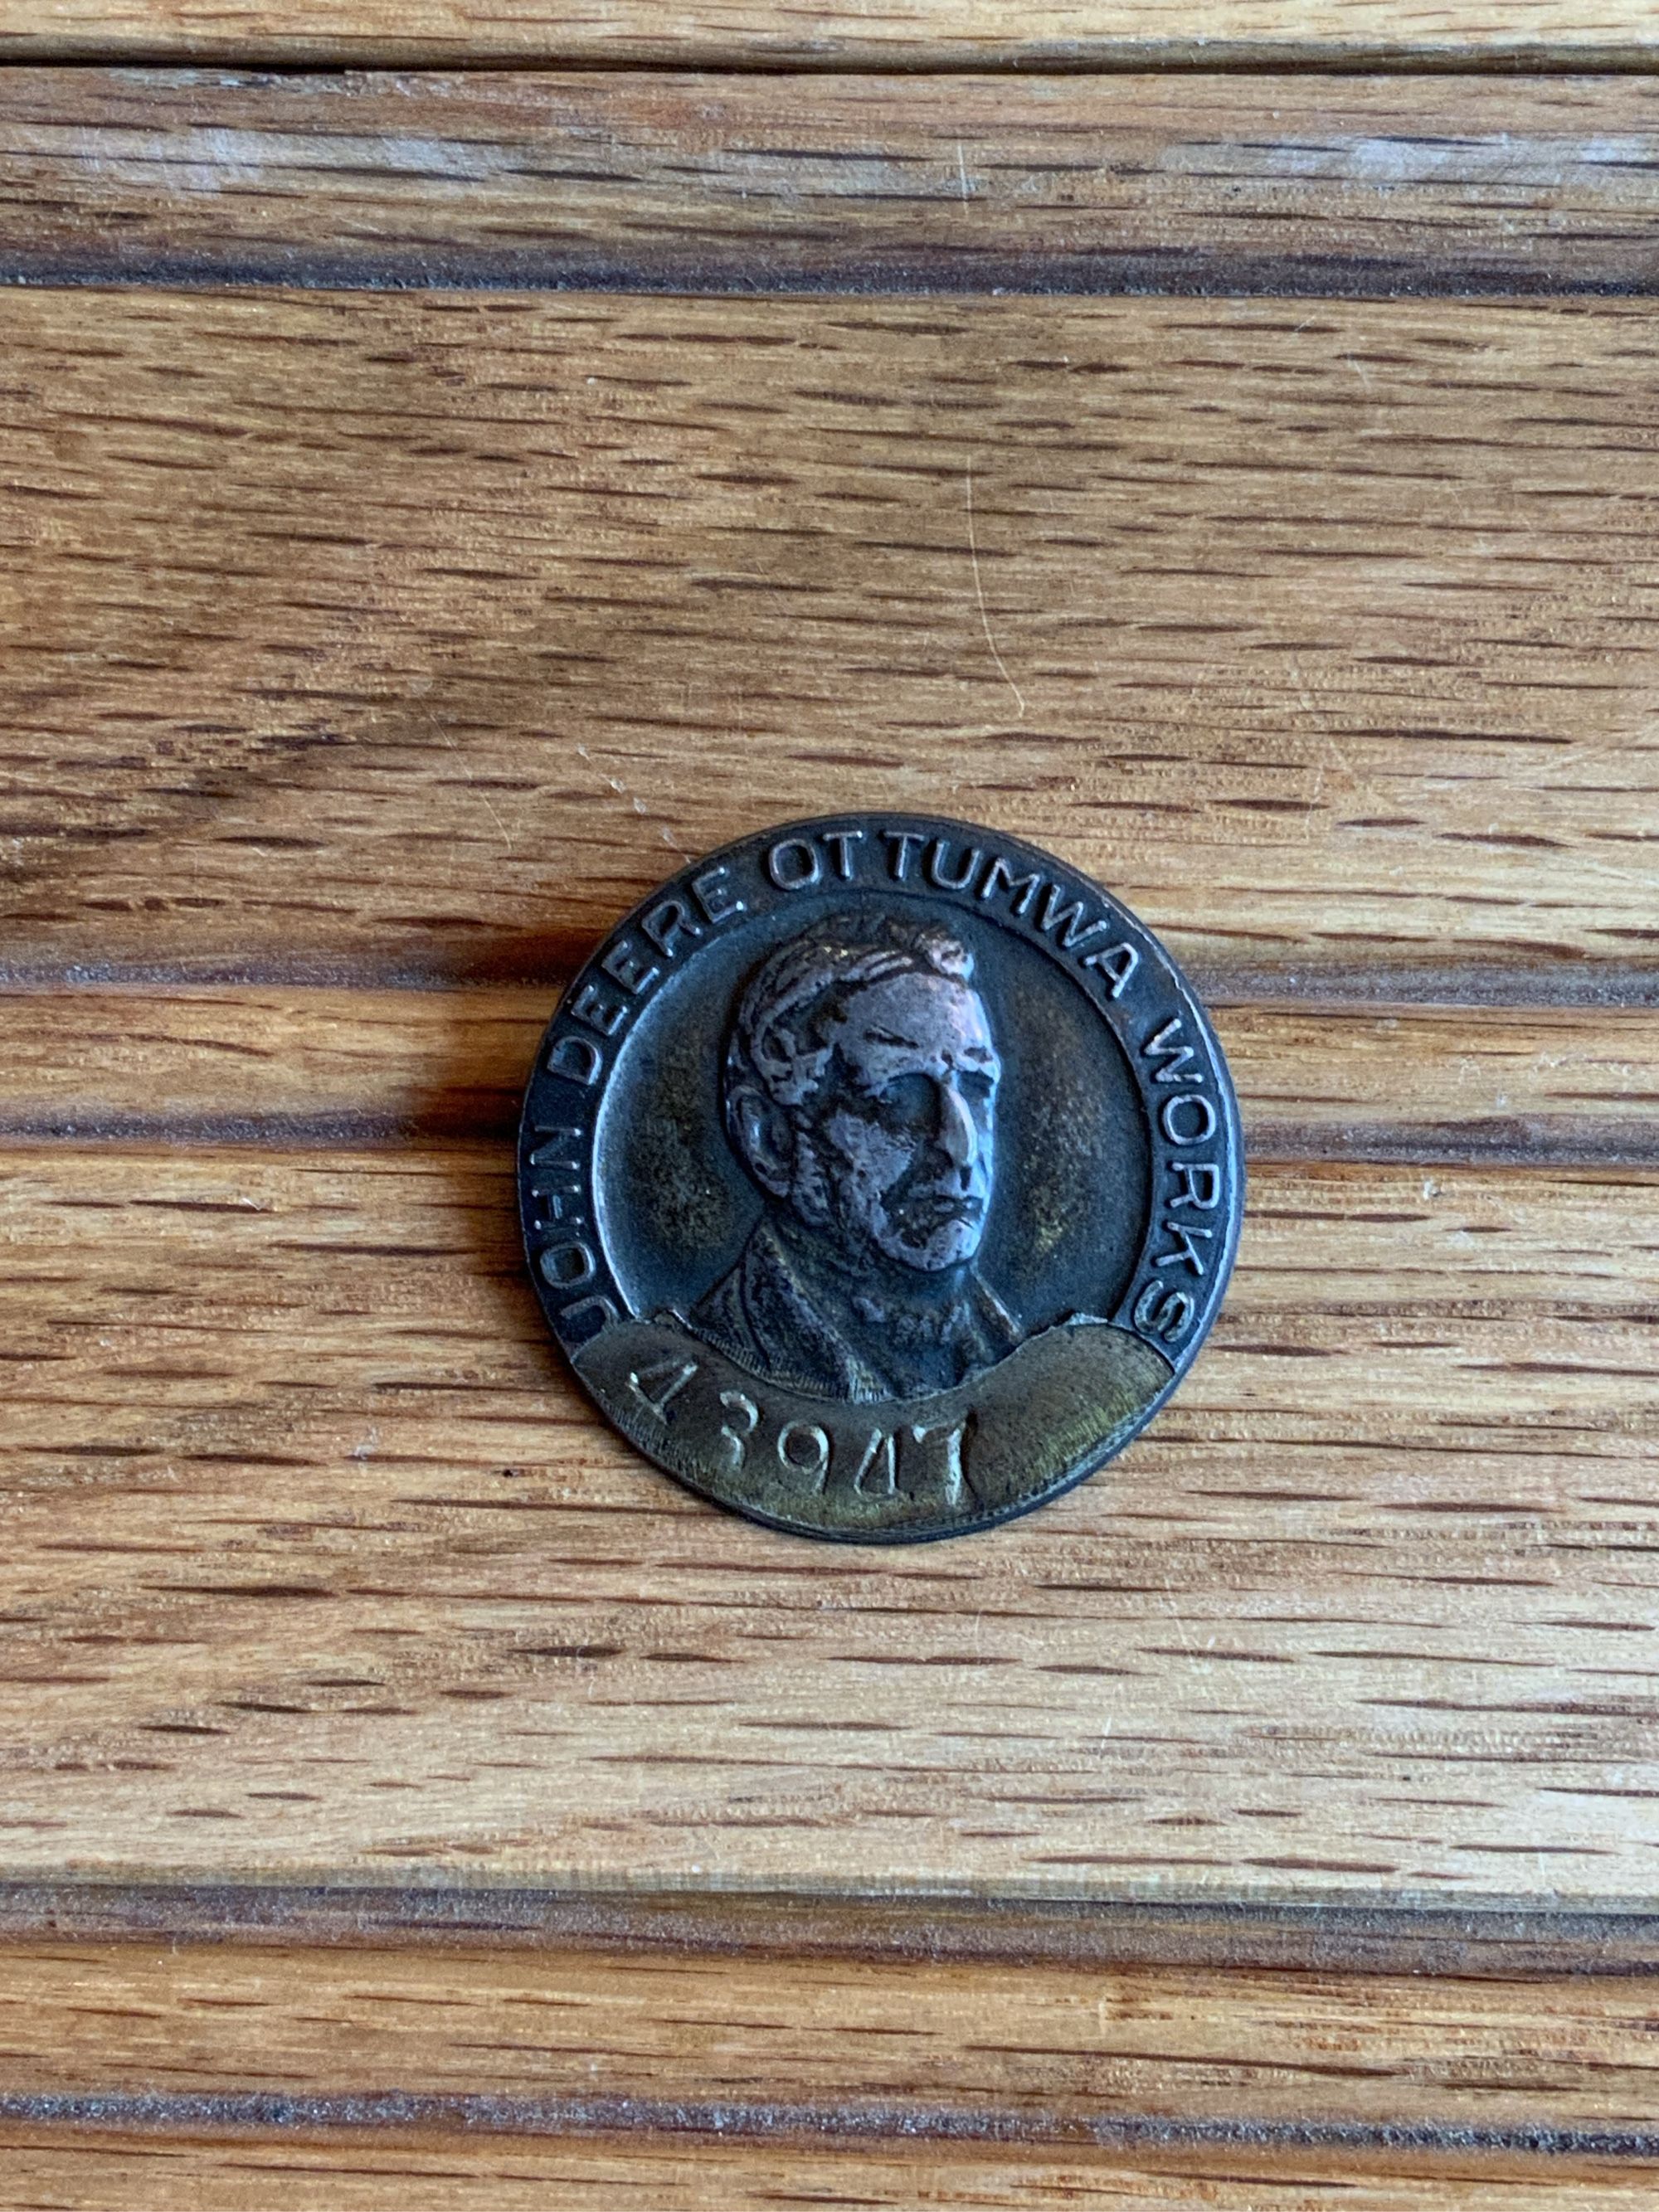 JOHN DEERE OTTUMWA WORKS
43947